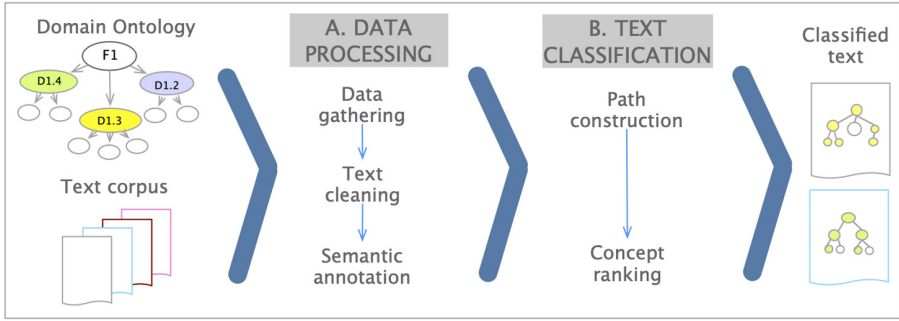 Domain Ontology
F1
D1.4
D1.2
D1.3
Text corpus
A. DATA
PROCESSING
Data
gathering
Text
cleaning
Semantic
annotation
B. TEXT
CLASSIFICATION
Path
construction
Concept
ranking
Classified
text